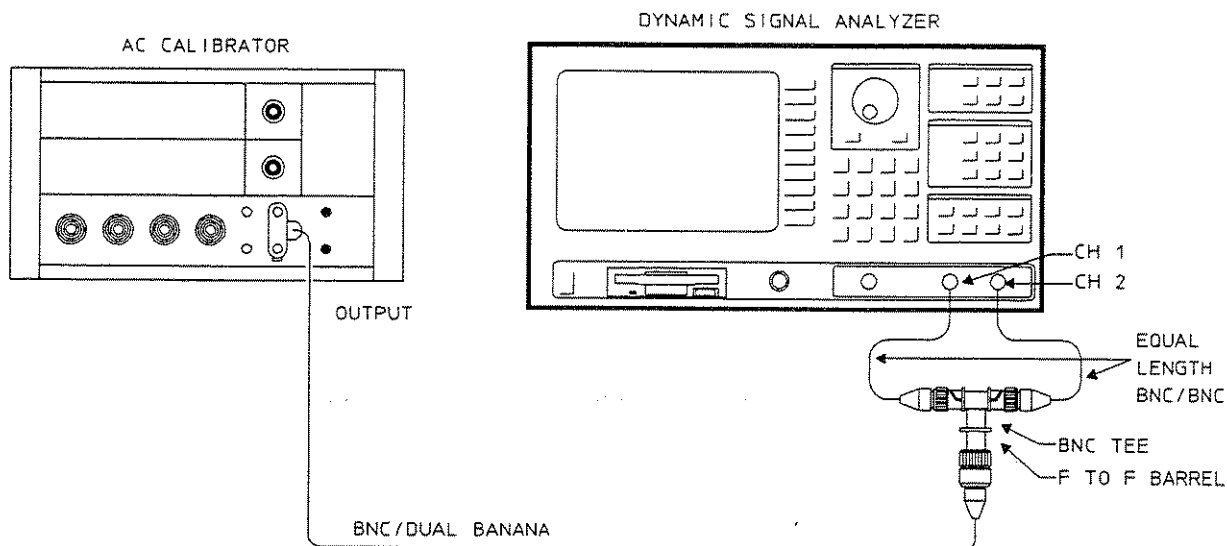 DYNAMIC SIGNAL ANALYZER
AC CALIBRATOR
CH 1
CH 2
OUTPUT
EQUAL
LENGTH
BNC/BNC
BNC TEE
F TO F BARREL
BNC/DUAL BANANA